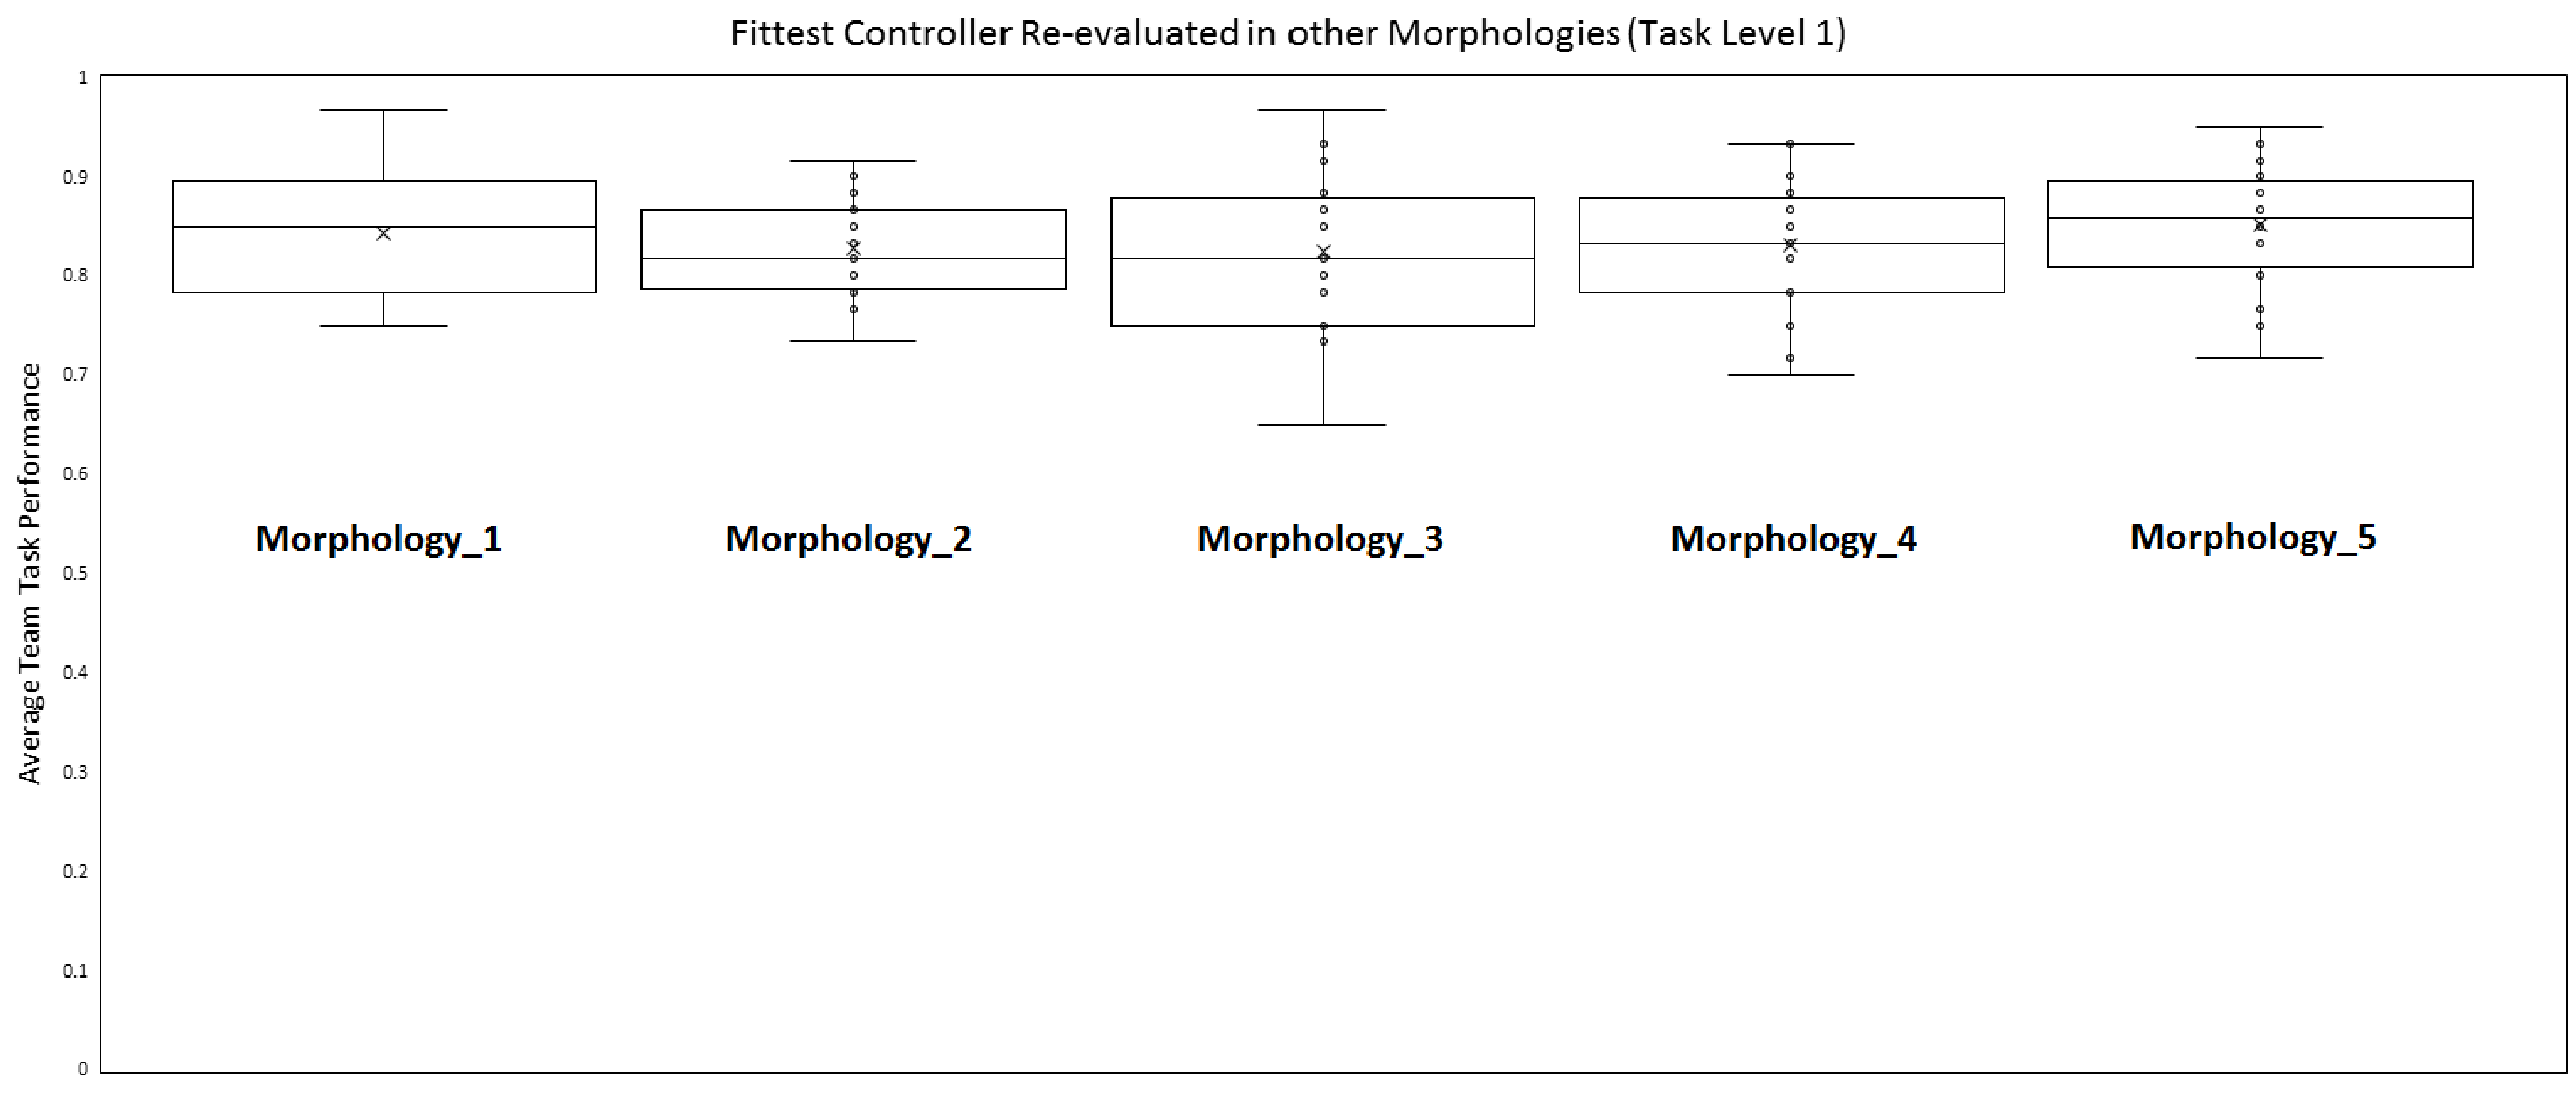 Fittest Controller Re-evaluated in other Morphologies (Task Level 1)
Average Team Task Performance
1
0.9
0.8
0.7
0.6
0.5
0.4
0.3
0.2
0.1
0
Morphology_1
Morphology_2
Morphology_3
Morphology_4
Morphology_5